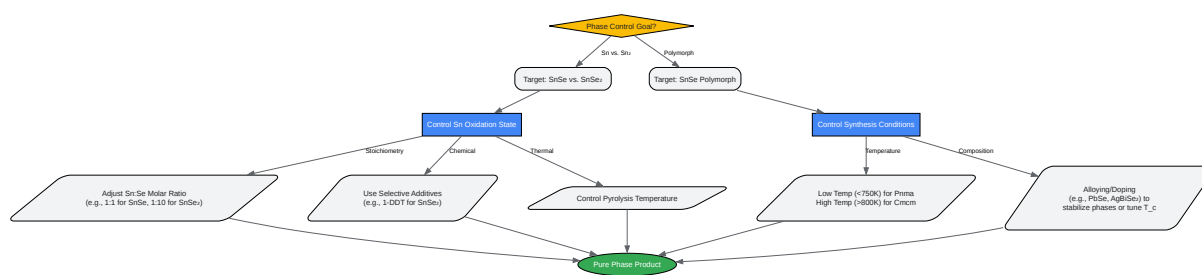 Phase Control Goal?
Sn vs. Sn₂
Polymorph
Target: SnSe vs. SnSe₂
Target: SnSe Polymorph
Control Sn Oxidation State
Control Synthesis Conditions
Stoichiometry
Chemical
Thermal
Temperature
Composition
Adjust Sn:Se Molar Ratio
(e.g., 1:1 for SnSe, 1:10 for SnSe₂)
Use Selective Additives
(e.g., 1-DDT for SnSe₂)
Control Pyrolysis Temperature
Low Temp (<750K) for Pnma
High Temp (>800K) for Cmcm
Alloying/Doping
(e.g., PbSe, AgBiSe₂) to
stabilize phases or tune T_c
Pure Phase Product